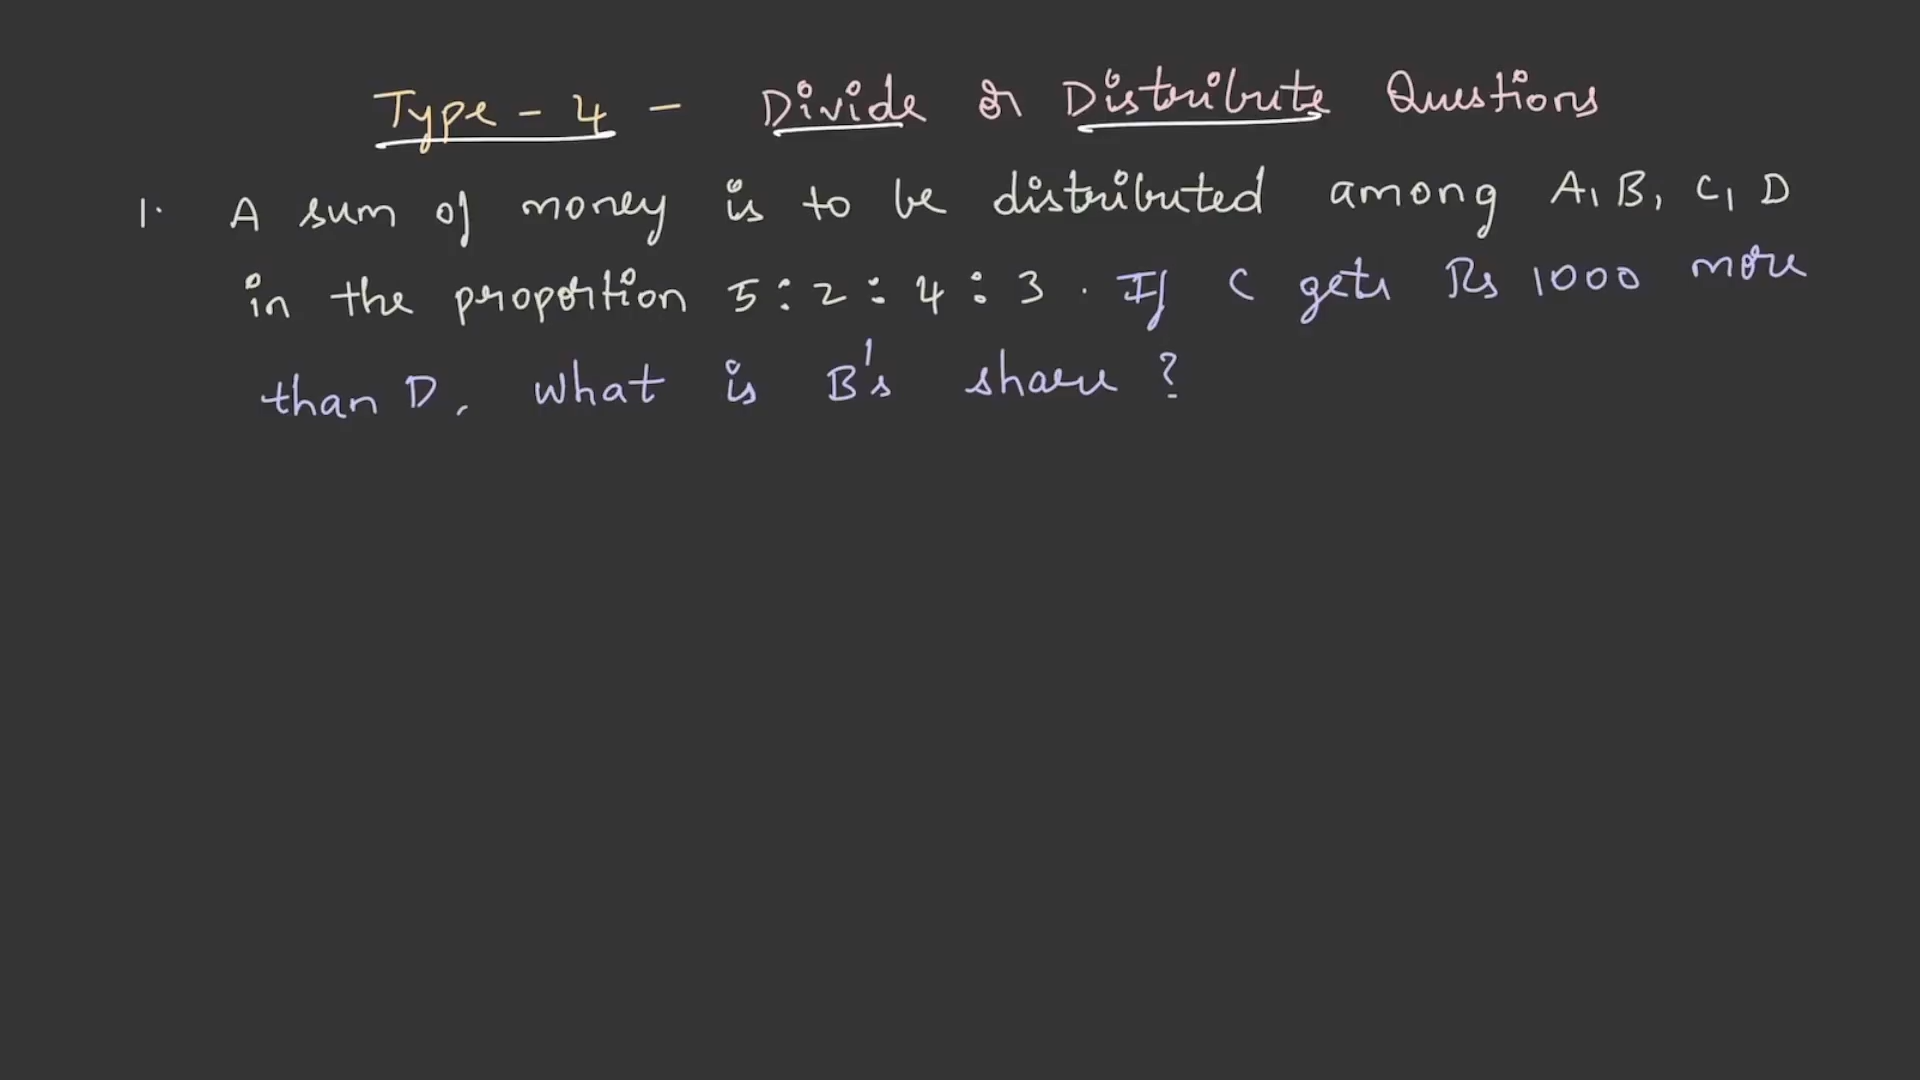 Type - 4 - Divide or Distribute Questions
1. A sum of money is to be distributed among A, B, C, D
in the proportion 5 : 2 : 4 : 3 . If C gets Rs 1000 more
than D, what is B's share ?